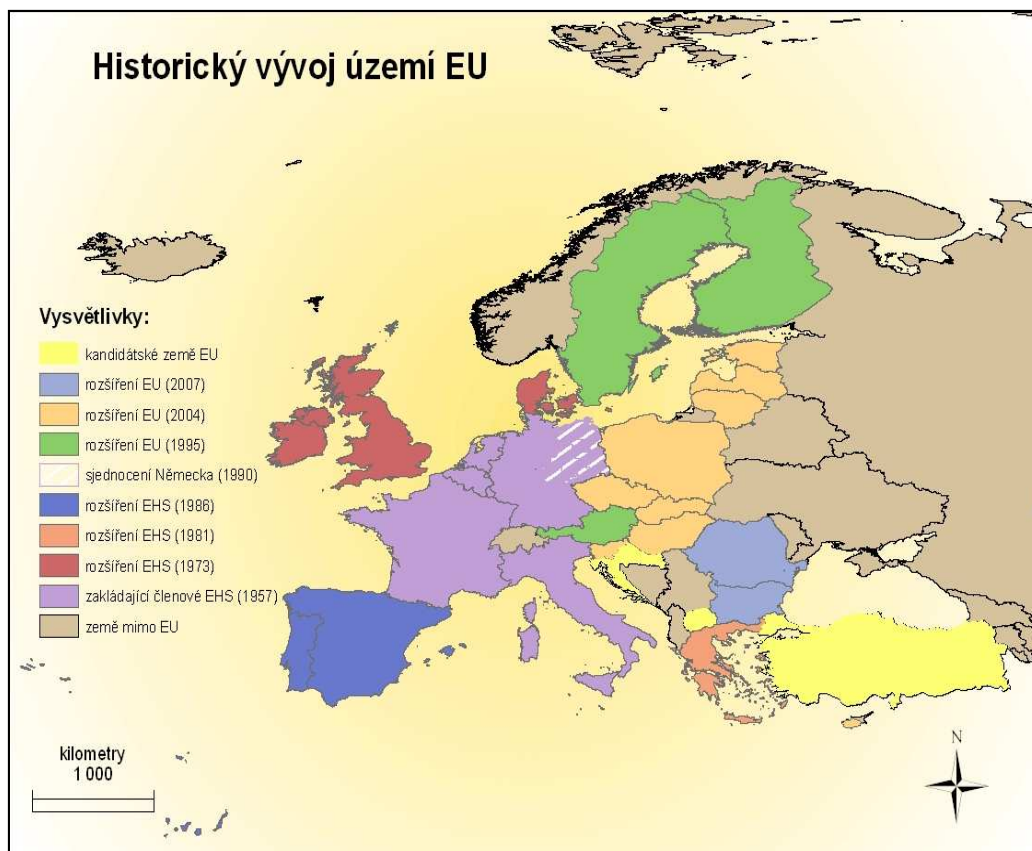 Historický vývoj území EU
Vysvětlivky:
kandidátské země EU
rozšíření EU (2007)
rozšíření EU (2004)
rozšíření EU (1995)
sjednocení Německa (1990)
rozšíření EHS (1986)
rozšíření EHS (1981)
rozšíření EHS (1973)
zakládající členové EHS (1957)
země mimo EU
kilometry
1 000
N